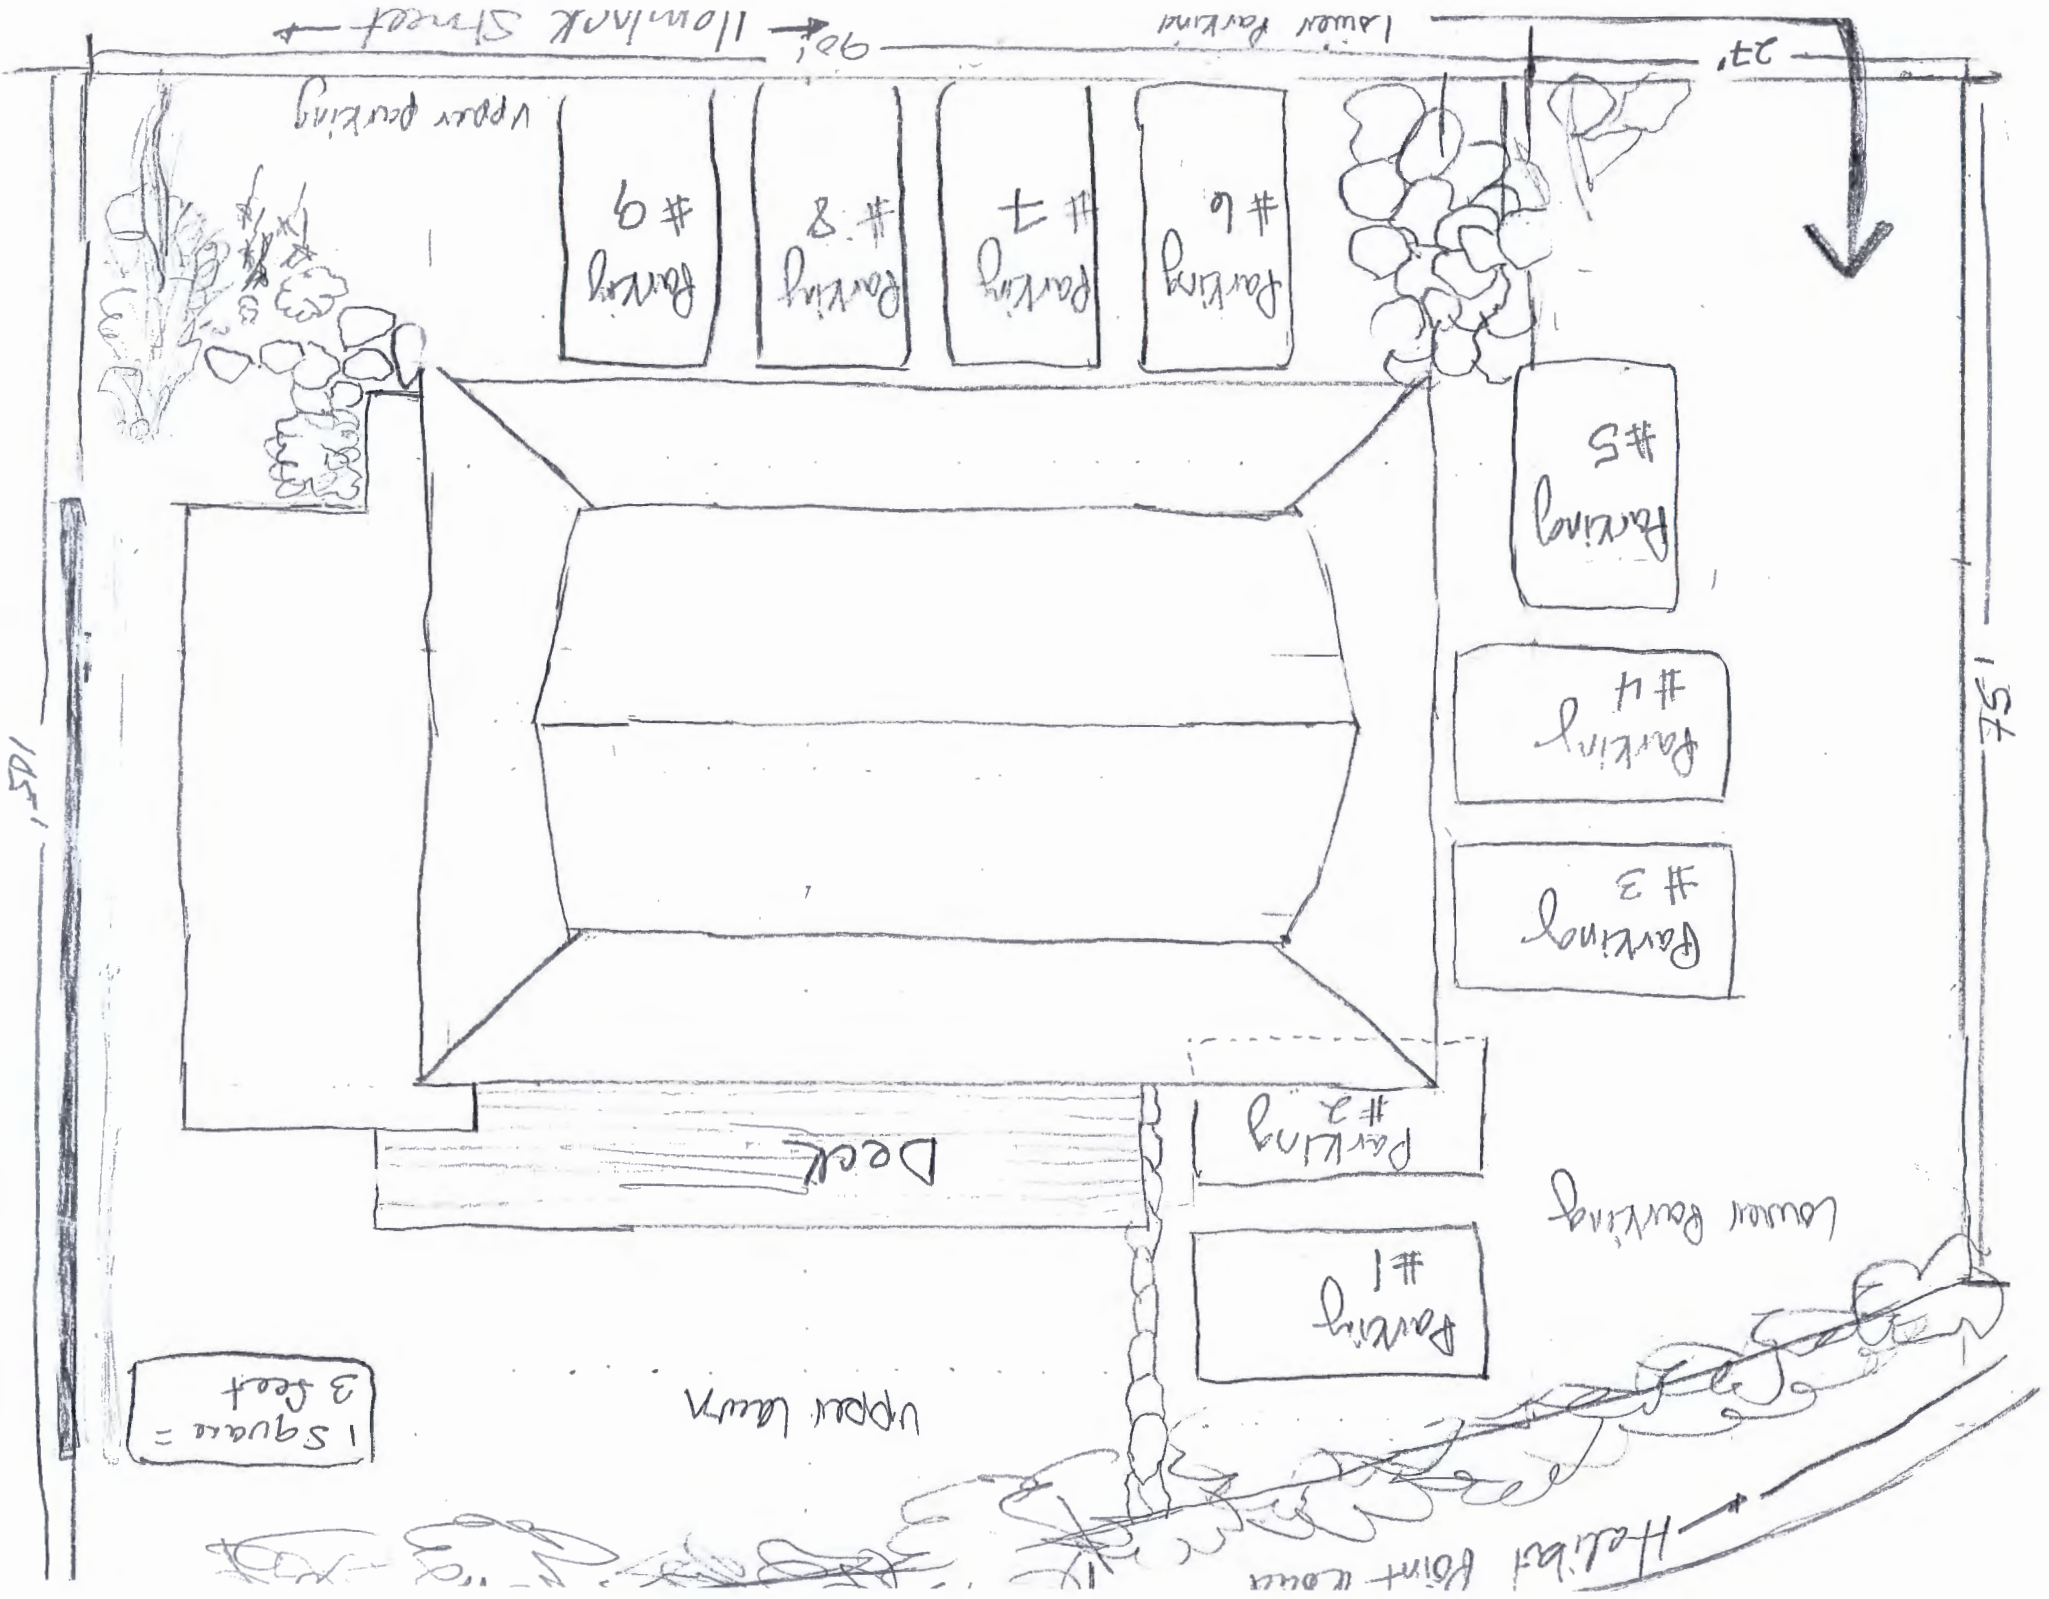 Halibut Point Road
1 Square =
3 feet
Upper Lawn
Parking
#1
Lower Parking
Deck
Parking
#2
Parking
#3
Parking
#4
75'
105'
Parking
#5
Parking
#6
Parking
#7
Parking
#8
Parking
#9
Upper parking
27'
90'
Lower Parking
Hemlock Street